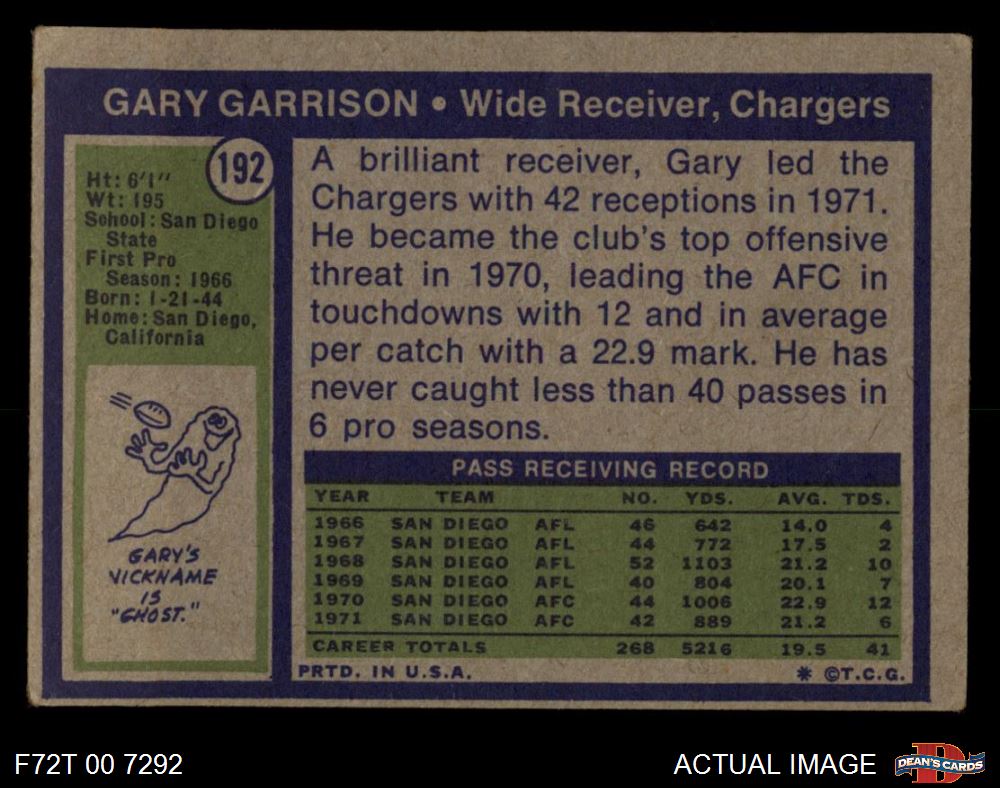 GARY GARRISON • Wide Receiver, Chargers
192
Ht: 6'1"
Wt: 195
School: San Diego
State
First Pro
Season: 1966
Born: 1-21-44
Home: San Diego,
California
GARY'S
NICKNAME
IS
"GHOST."
A brilliant receiver, Gary led the
Chargers with 42 receptions in 1971.
He became the club's top offensive
threat in 1970, leading the AFC in
touchdowns with 12 and in average
per catch with a 22.9 mark. He has
never caught less than 40 passes in
6 pro seasons.
PASS RECEIVING RECORD
YEAR TEAM NO. YDS. AVG. TDS.
1966 SAN DIEGO AFL 46 642 14.0 4
1967 SAN DIEGO AFL 44 772 17.5 2
1968 SAN DIEGO AFL 52 1103 21.2 10
1969 SAN DIEGO AFL 40 804 20.1 7
1970 SAN DIEGO AFC 44 1006 22.9 12
1971 SAN DIEGO AFC 42 889 21.2 6
CAREER TOTALS 268 5216 19.5 41
PRTD. IN U.S.A. * ©T.C.G.
F72T 00 7292 ACTUAL IMAGE
D
DEAN'S CARDS